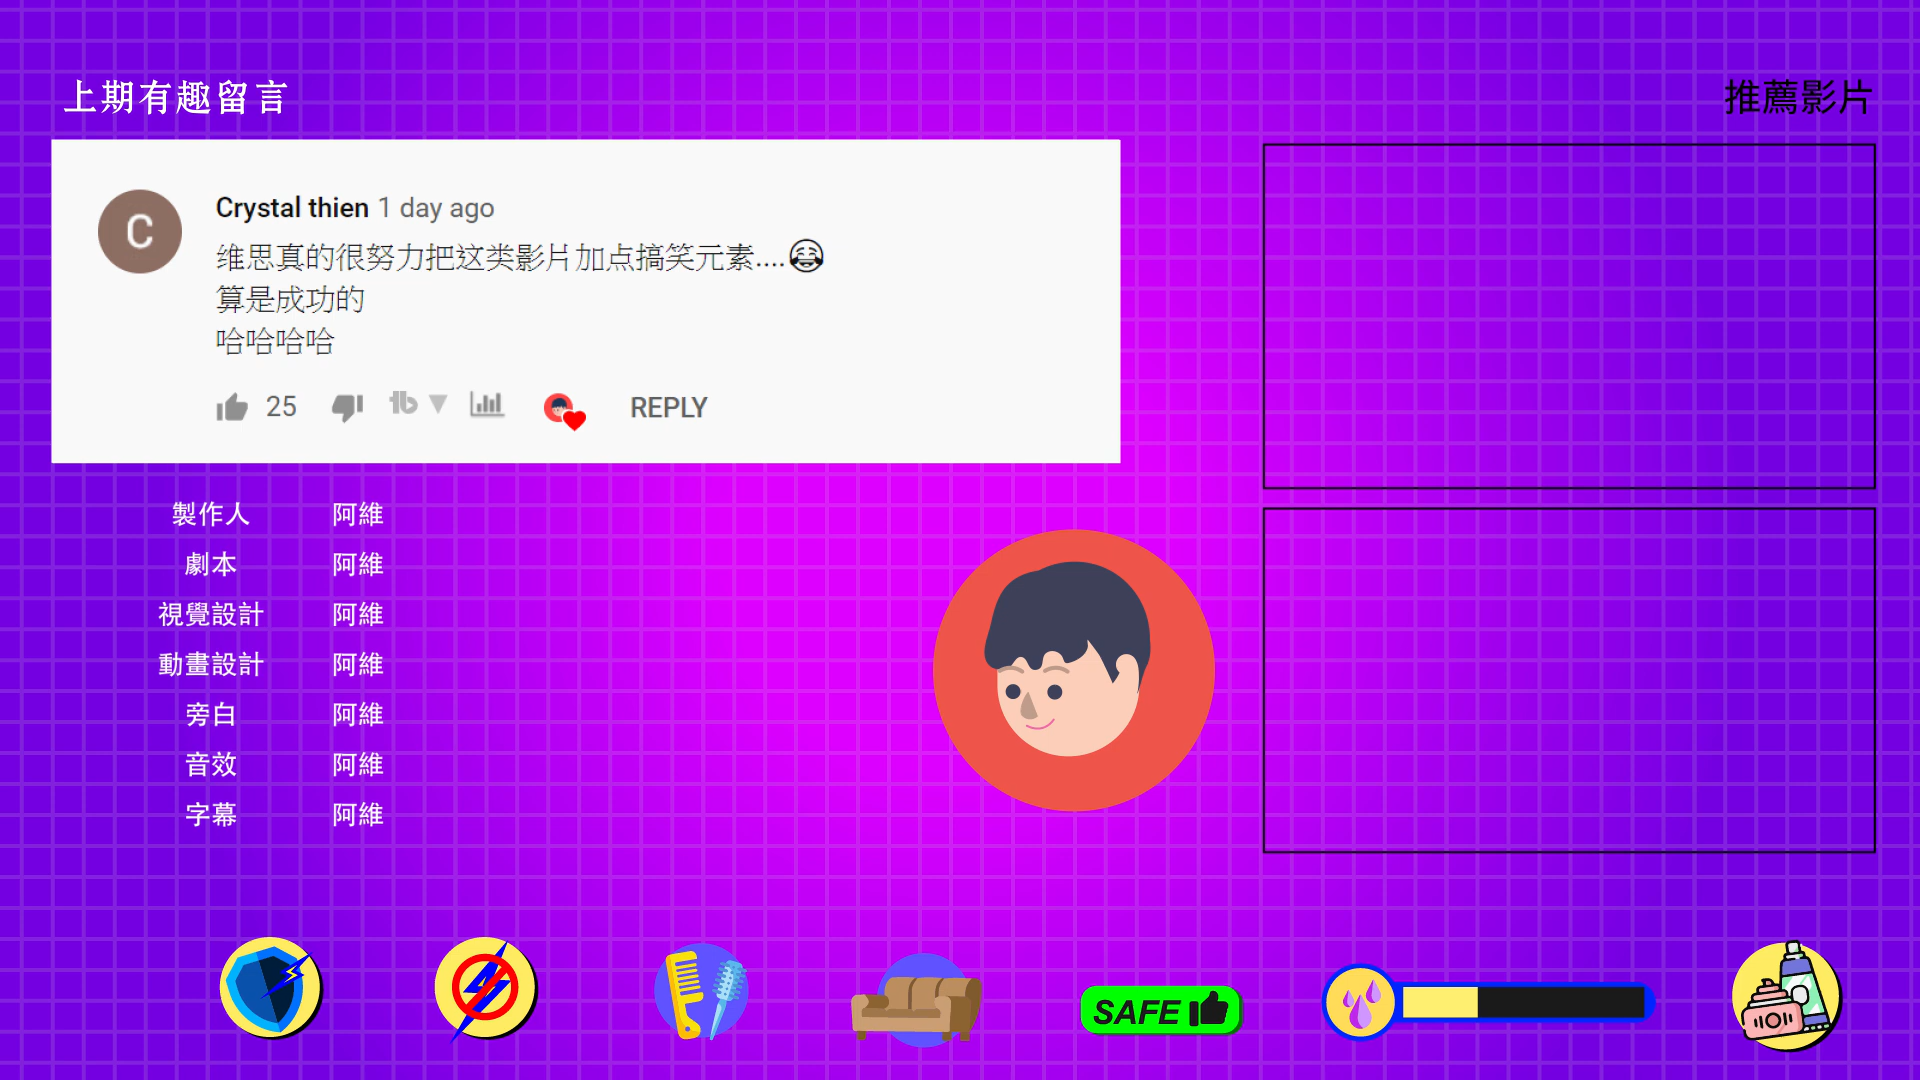 上期有趣留言
推薦影片
C
Crystal thien 1 day ago
维思真的很努力把这类影片加点搞笑元素....😂
算是成功的
哈哈哈哈
25
REPLY
製作人 阿維
劇本 阿維
視覺設計 阿維
動畫設計 阿維
旁白 阿維
音效 阿維
字幕 阿維
SAFE